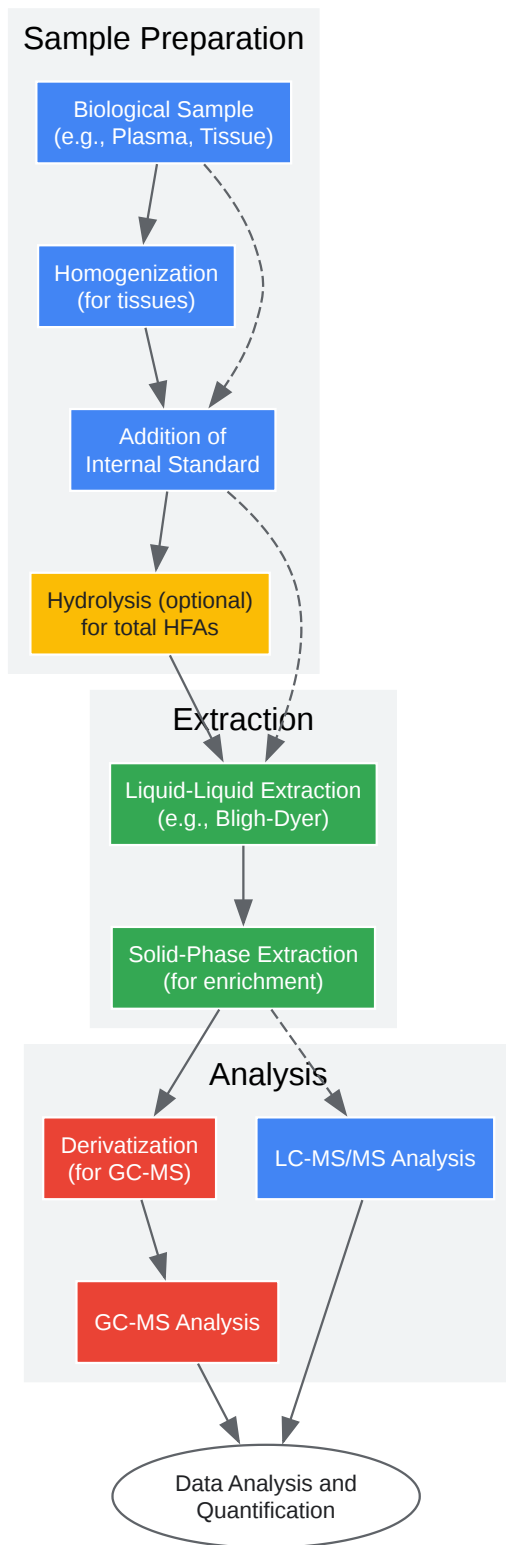 Sample Preparation
Biological Sample
(e.g., Plasma, Tissue)
Homogenization
(for tissues)
Addition of
Internal Standard
Hydrolysis (optional)
for total HFAs
Extraction
Liquid-Liquid Extraction
(e.g., Bligh-Dyer)
Solid-Phase Extraction
(for enrichment)
Analysis
Derivatization
(for GC-MS)
LC-MS/MS Analysis
GC-MS Analysis
Data Analysis and
Quantification